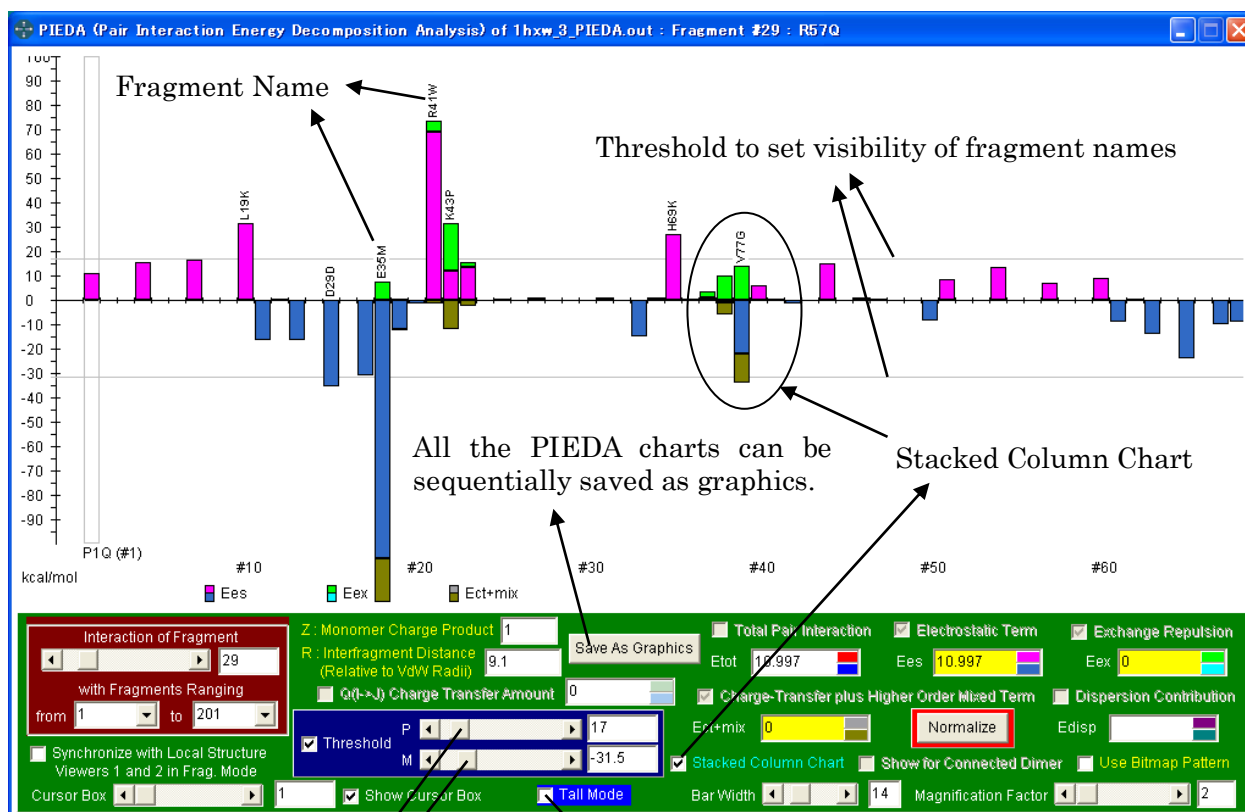 PIEDA (Pair Interaction Energy Decomposition Analysis) of 1hxw_3_PIEDA.out : Fragment #29 : R57Q
100
90
80
70
60
50
40
30
20
10
0
-10
-20
-30
-40
-50
-60
-70
-80
-90
kcal/mol
Fragment Name
Threshold to set visibility of fragment names
L19K
D29D
E35M
R41W
K43P
H69K
V77G
All the PIEDA charts can be
sequentially saved as graphics.
Stacked Column Chart
P1Q (#1)
#10
#20
#30
#40
#50
#60
Ees
Eex
Ect+mix
Interaction of Fragment
29
with Fragments Ranging
from 1 to 201
Synchronize with Local Structure
Viewers 1 and 2 in Frag. Mode
Cursor Box 1
Show Cursor Box
Z : Monomer Charge Product 1
R : Interfragment Distance
(Relative to VdW Radii) 9.1
Q(I->J) Charge Transfer Amount 0
Threshold
P 17
M -31.5
Tall Mode
Save As Graphics
Total Pair Interaction
Etot 10.997
Electrostatic Term
Ees 10.997
Exchange Repulsion
Eex 0
Charge-Transfer plus Higher Order Mixed Term
Ect+mix 0
Normalize
Dispersion Contribution
Edisp
Stacked Column Chart
Show for Connected Dimer
Use Bitmap Pattern
Bar Width 14
Magnification Factor 2